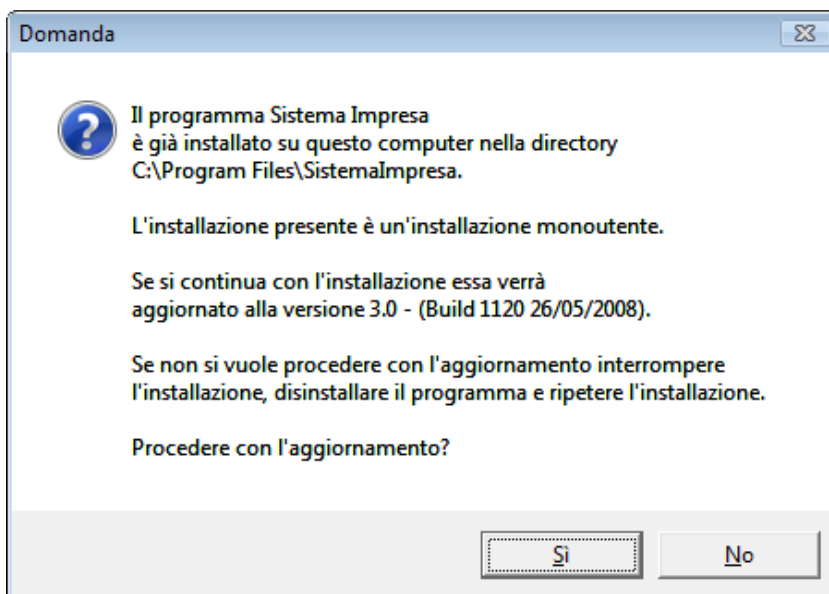 Domanda
Il programma Sistema Impresa
è già installato su questo computer nella directory
C:\Program Files\SistemaImpresa.
L'installazione presente è un'installazione monoutente.
Se si continua con l'installazione essa verrà
aggiornato alla versione 3.0 - (Build 1120 26/05/2008).
Se non si vuole procedere con l'aggiornamento interrompere
l'installazione, disinstallare il programma e ripetere l'installazione.
Procedere con l'aggiornamento?
Sì No